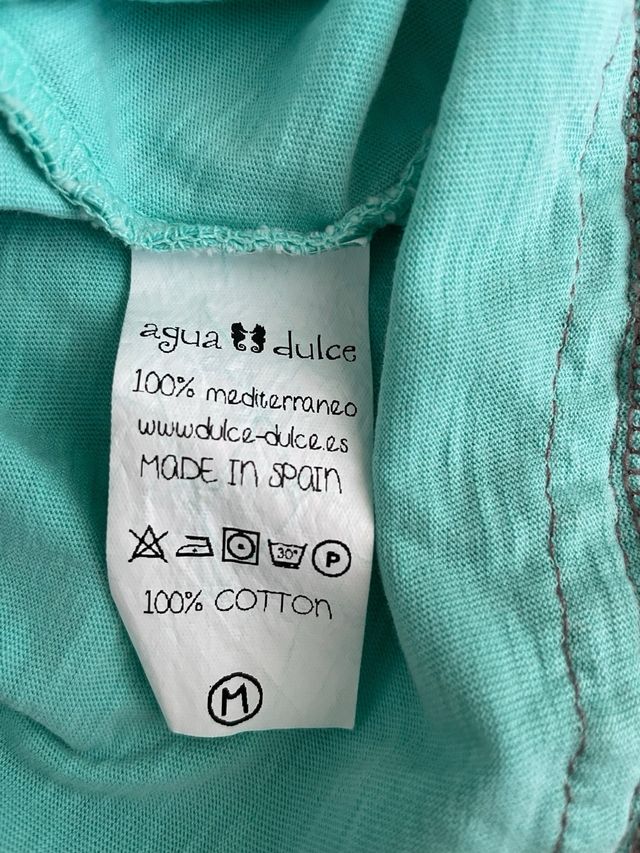 agua dulce
100% mediterraneo
www.dulce-dulce.es
MADE IN SPAIN
30° P
100% COTTON
M